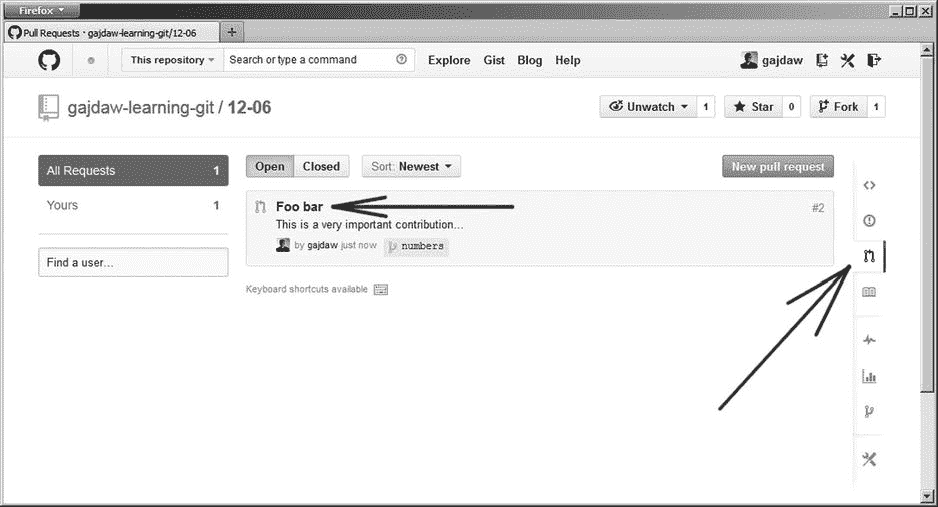 Firefox
Pull Requests · gajdaw-learning-git/12-06
This repository Search or type a command Explore Gist Blog Help gajdaw
gajdaw-learning-git / 12-06 Unwatch 1 Star 0 Fork 1
All Requests 1
Yours 1
Find a user...
Open Closed Sort: Newest New pull request
Foo bar #2
This is a very important contribution...
by gajdaw just now numbers
Keyboard shortcuts available